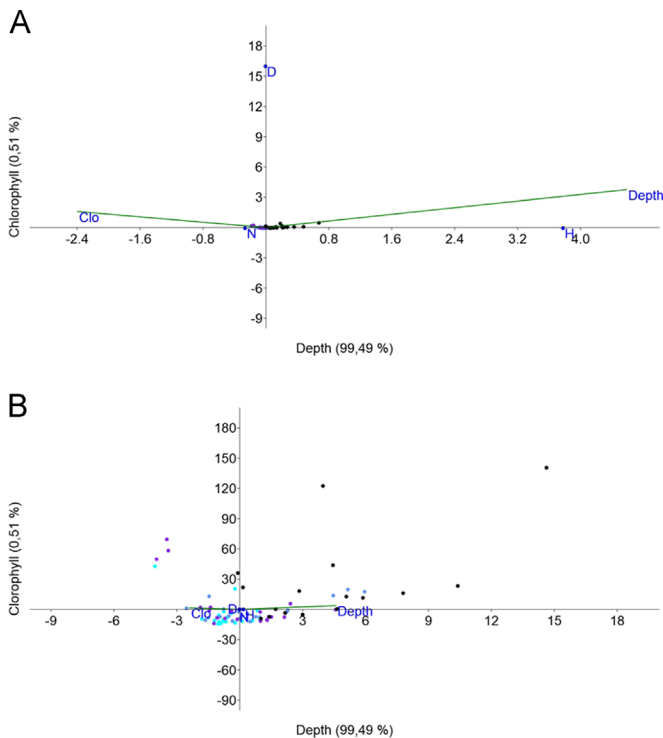 A
18
15
D
12
9
6
3
Clo
Depth
N
H
-2.4 -1.6 -0.8 0.8 1.6 2.4 3.2 4.0
-3
-6
-9
Chlorophyll (0,51 %)
Depth (99,49 %)
B
180
150
120
90
60
30
Clo D N H Depth
-9 -6 -3 3 6 9 12 15 18
-30
-60
-90
Clorophyll (0,51 %)
Depth (99,49 %)